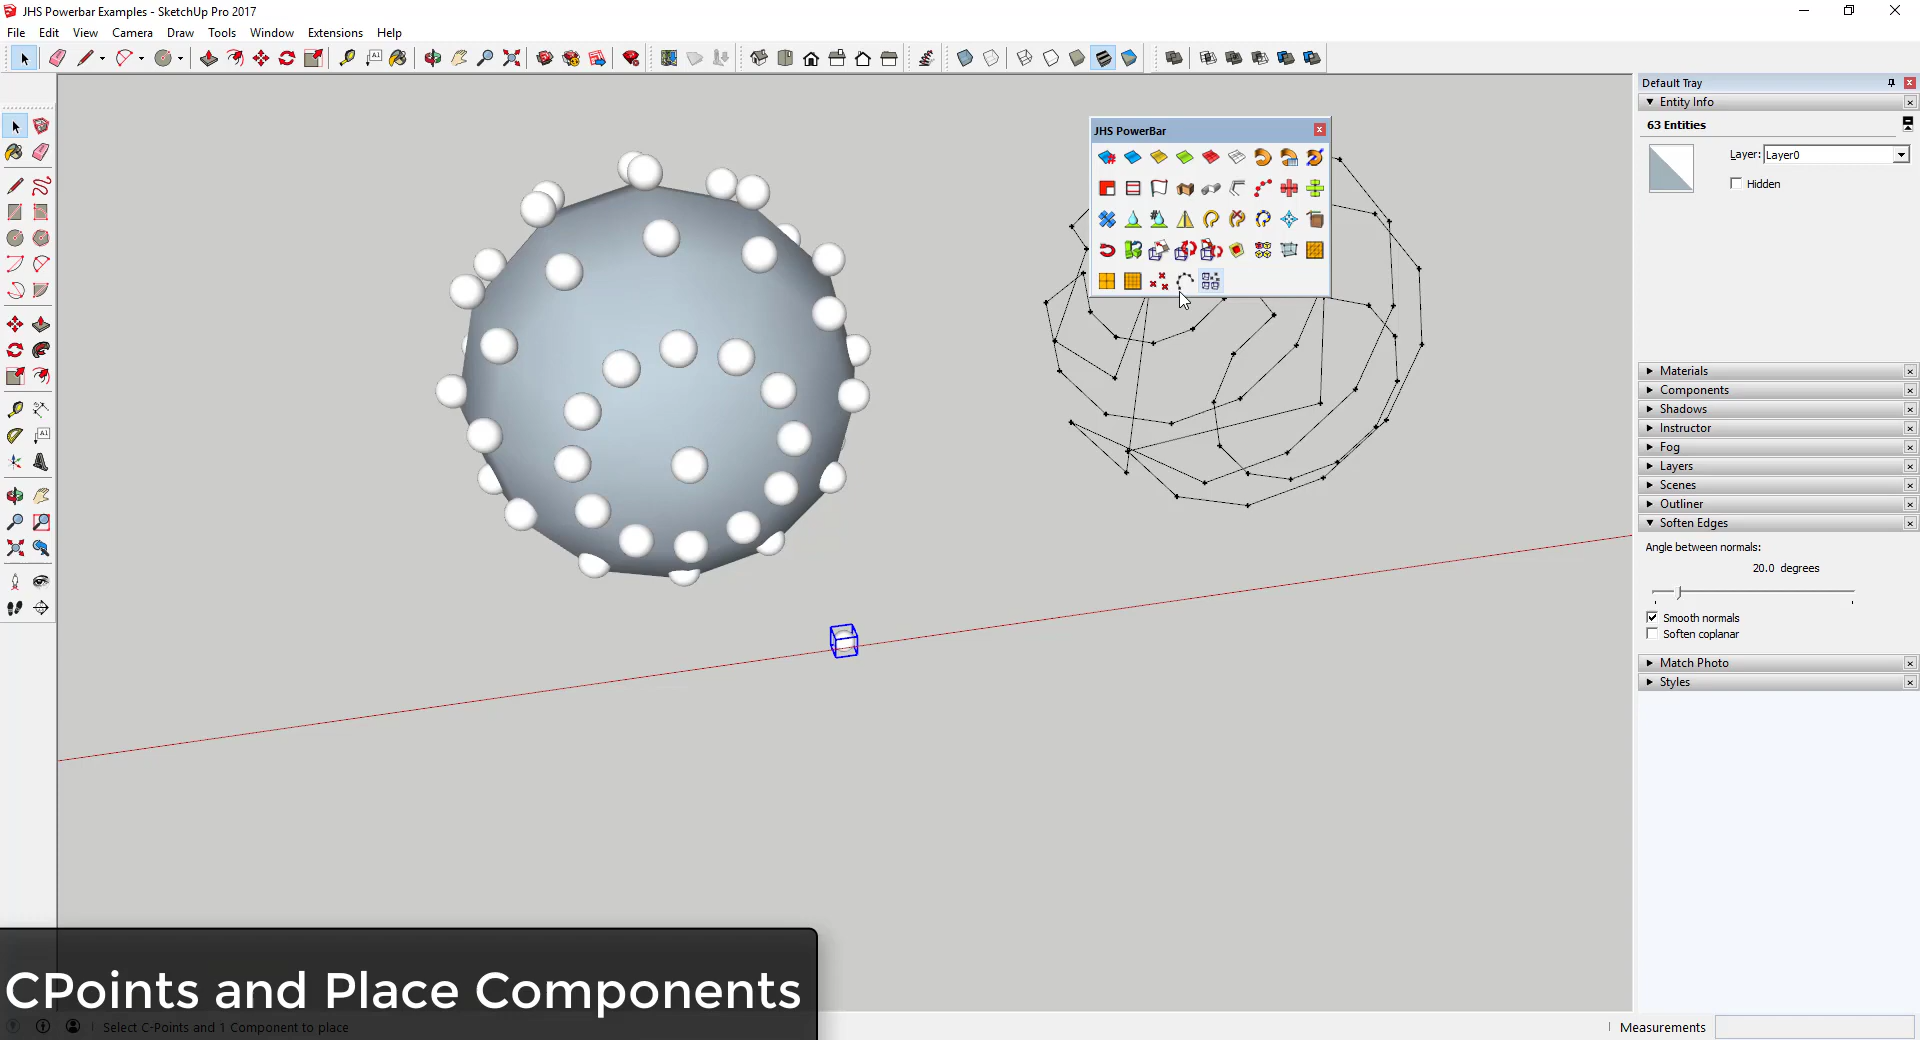 JHS Powerbar Examples - SketchUp Pro 2017
File Edit View Camera Draw Tools Window Extensions Help
Default Tray
Entity Info
63 Entities
Layer: Layer0
Hidden
JHS PowerBar
Materials
Components
Shadows
Instructor
Fog
Layers
Scenes
Outliner
Soften Edges
Angle between normals:
20.0 degrees
Smooth normals
Soften coplanar
Match Photo
Styles
CPoints and Place Components
Select C-Points and 1 Component to place
Measurements